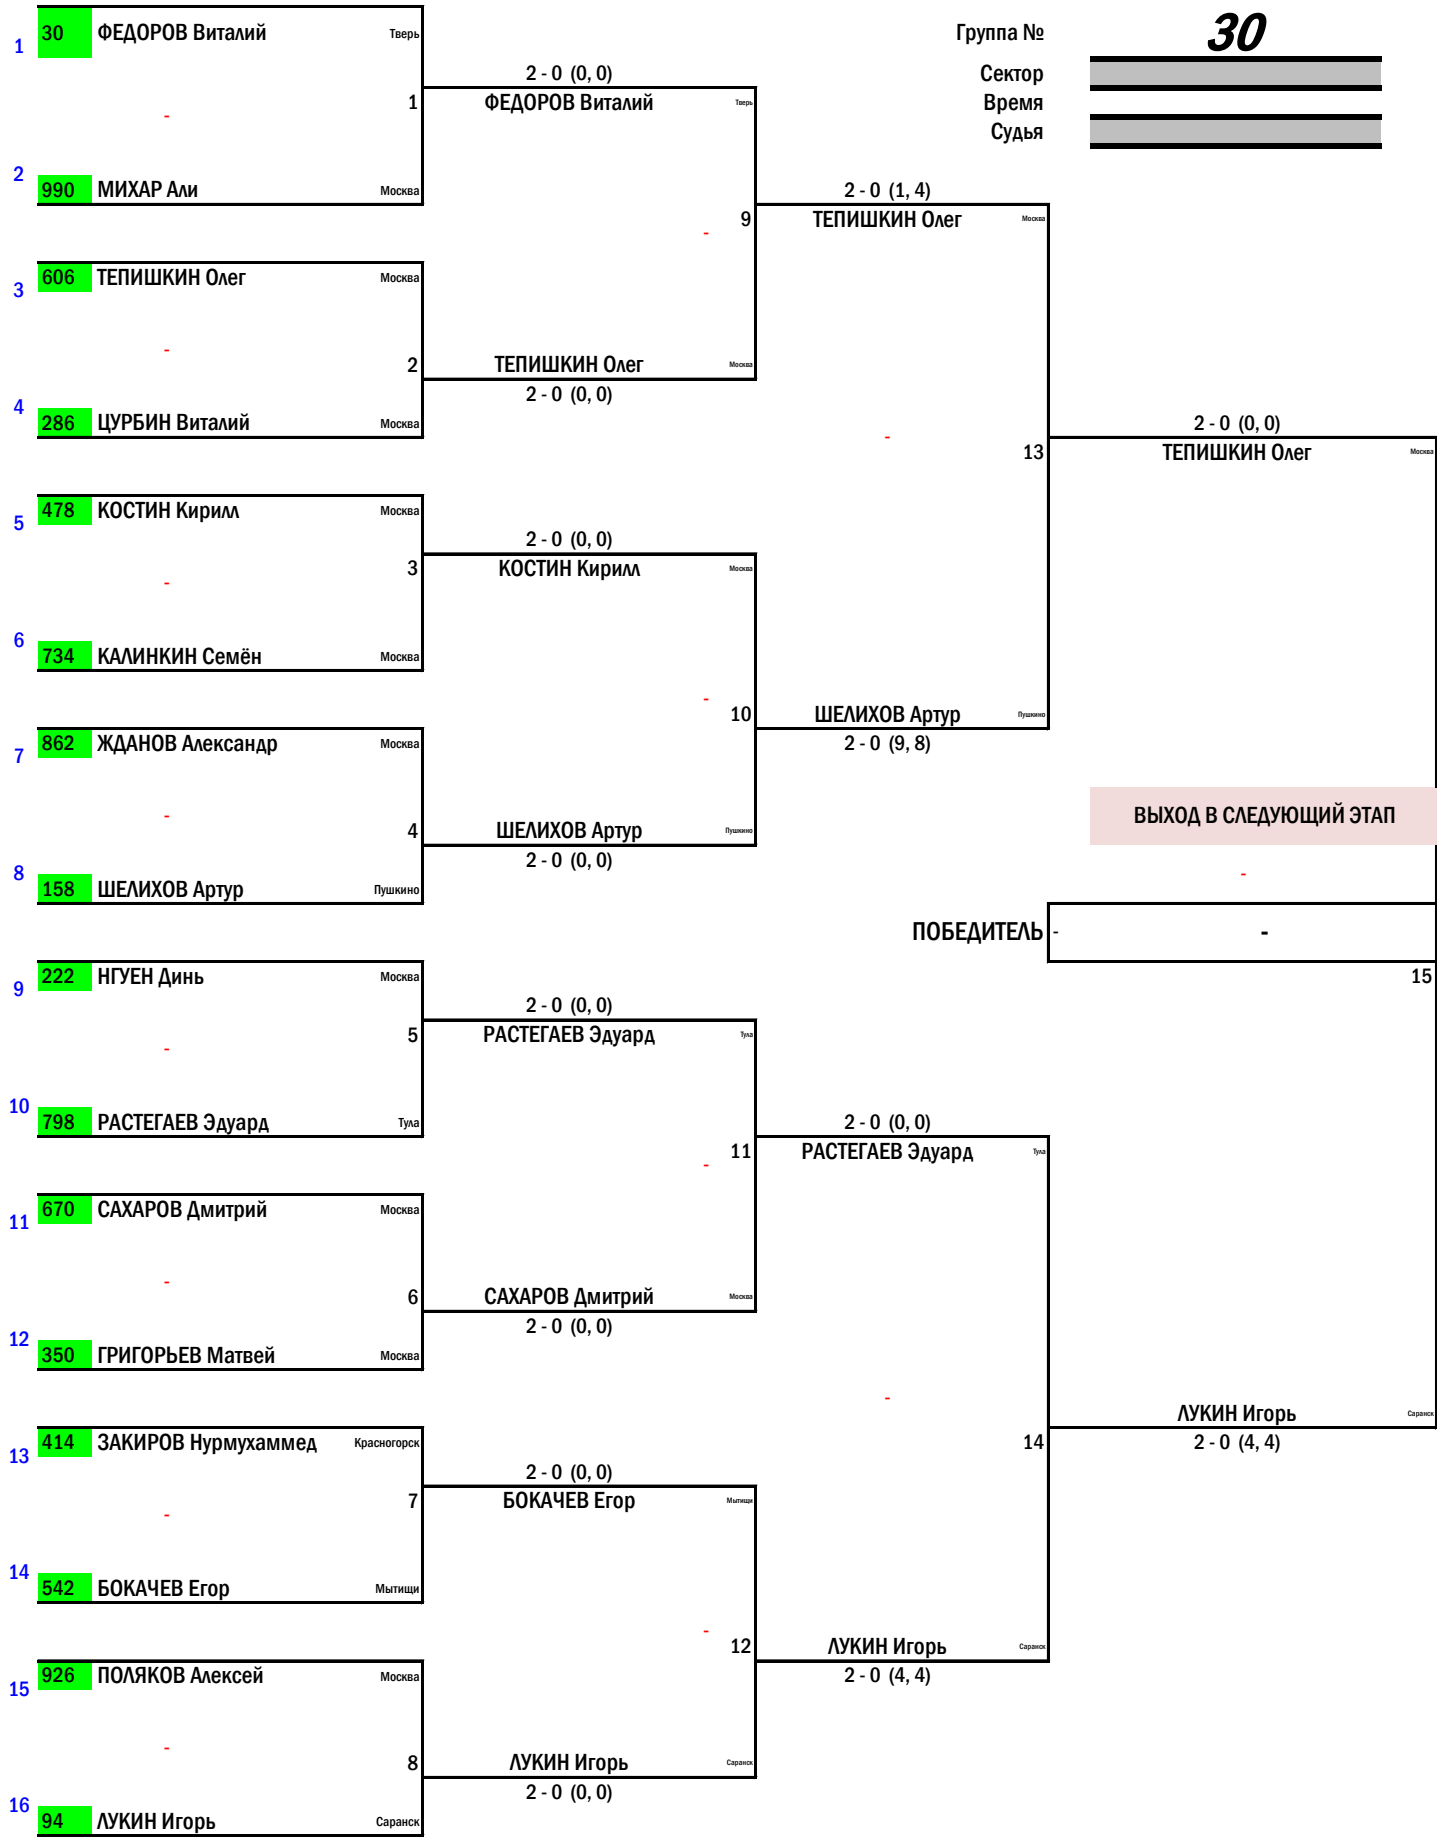 30 ФЕДОРОВ Виталий Тверь Группа № 30
1
2 - 0 (0, 0) Сектор
1 ФЕДОРОВ Виталий Тверь Время
-
Судья
2
990 МИХАР Али Москва 2 - 0 (1, 4)
9 ТЕПИШКИН Олег Москва
-
606 ТЕПИШКИН Олег Москва
3
-
2 ТЕПИШКИН Олег Москва
2 - 0 (0, 0)
4
286 ЦУРБИН Виталий Москва 2 - 0 (0, 0)
-
13 ТЕПИШКИН Олег Москва
478 КОСТИН Кирилл Москва
5
2 - 0 (0, 0)
3 КОСТИН Кирилл Москва
-
6
734 КАЛИНКИН Семён Москва
-
10 ШЕЛИХОВ Артур Пушкино
862 ЖДАНОВ Александр Москва 2 - 0 (9, 8)
7
-
ВЫХОД В СЛЕДУЮЩИЙ ЭТАП
4 ШЕЛИХОВ Артур Пушкино
2 - 0 (0, 0)
8
-
158 ШЕЛИХОВ Артур Пушкино
ПОБЕДИТЕЛЬ - -
222 НГУЕН Динь Москва 15
9
2 - 0 (0, 0)
5 РАСТЕГАЕВ Эдуард Тула
-
10
798 РАСТЕГАЕВ Эдуард Тула 2 - 0 (0, 0)
11 РАСТЕГАЕВ Эдуард Тула
-
670 САХАРОВ Дмитрий Москва
11
-
6 САХАРОВ Дмитрий Москва
2 - 0 (0, 0)
12
350 ГРИГОРЬЕВ Матвей Москва
-
ЛУКИН Игорь Саранск
414 ЗАКИРОВ Нурмухаммед Красногорск 14 2 - 0 (4, 4)
13
2 - 0 (0, 0)
7 БОКАЧЕВ Егор Мытищи
-
14
542 БОКАЧЕВ Егор Мытищи
-
12 ЛУКИН Игорь Саранск
926 ПОЛЯКОВ Алексей Москва 2 - 0 (4, 4)
15
-
8 ЛУКИН Игорь Саранск
2 - 0 (0, 0)
16
94 ЛУКИН Игорь Саранск